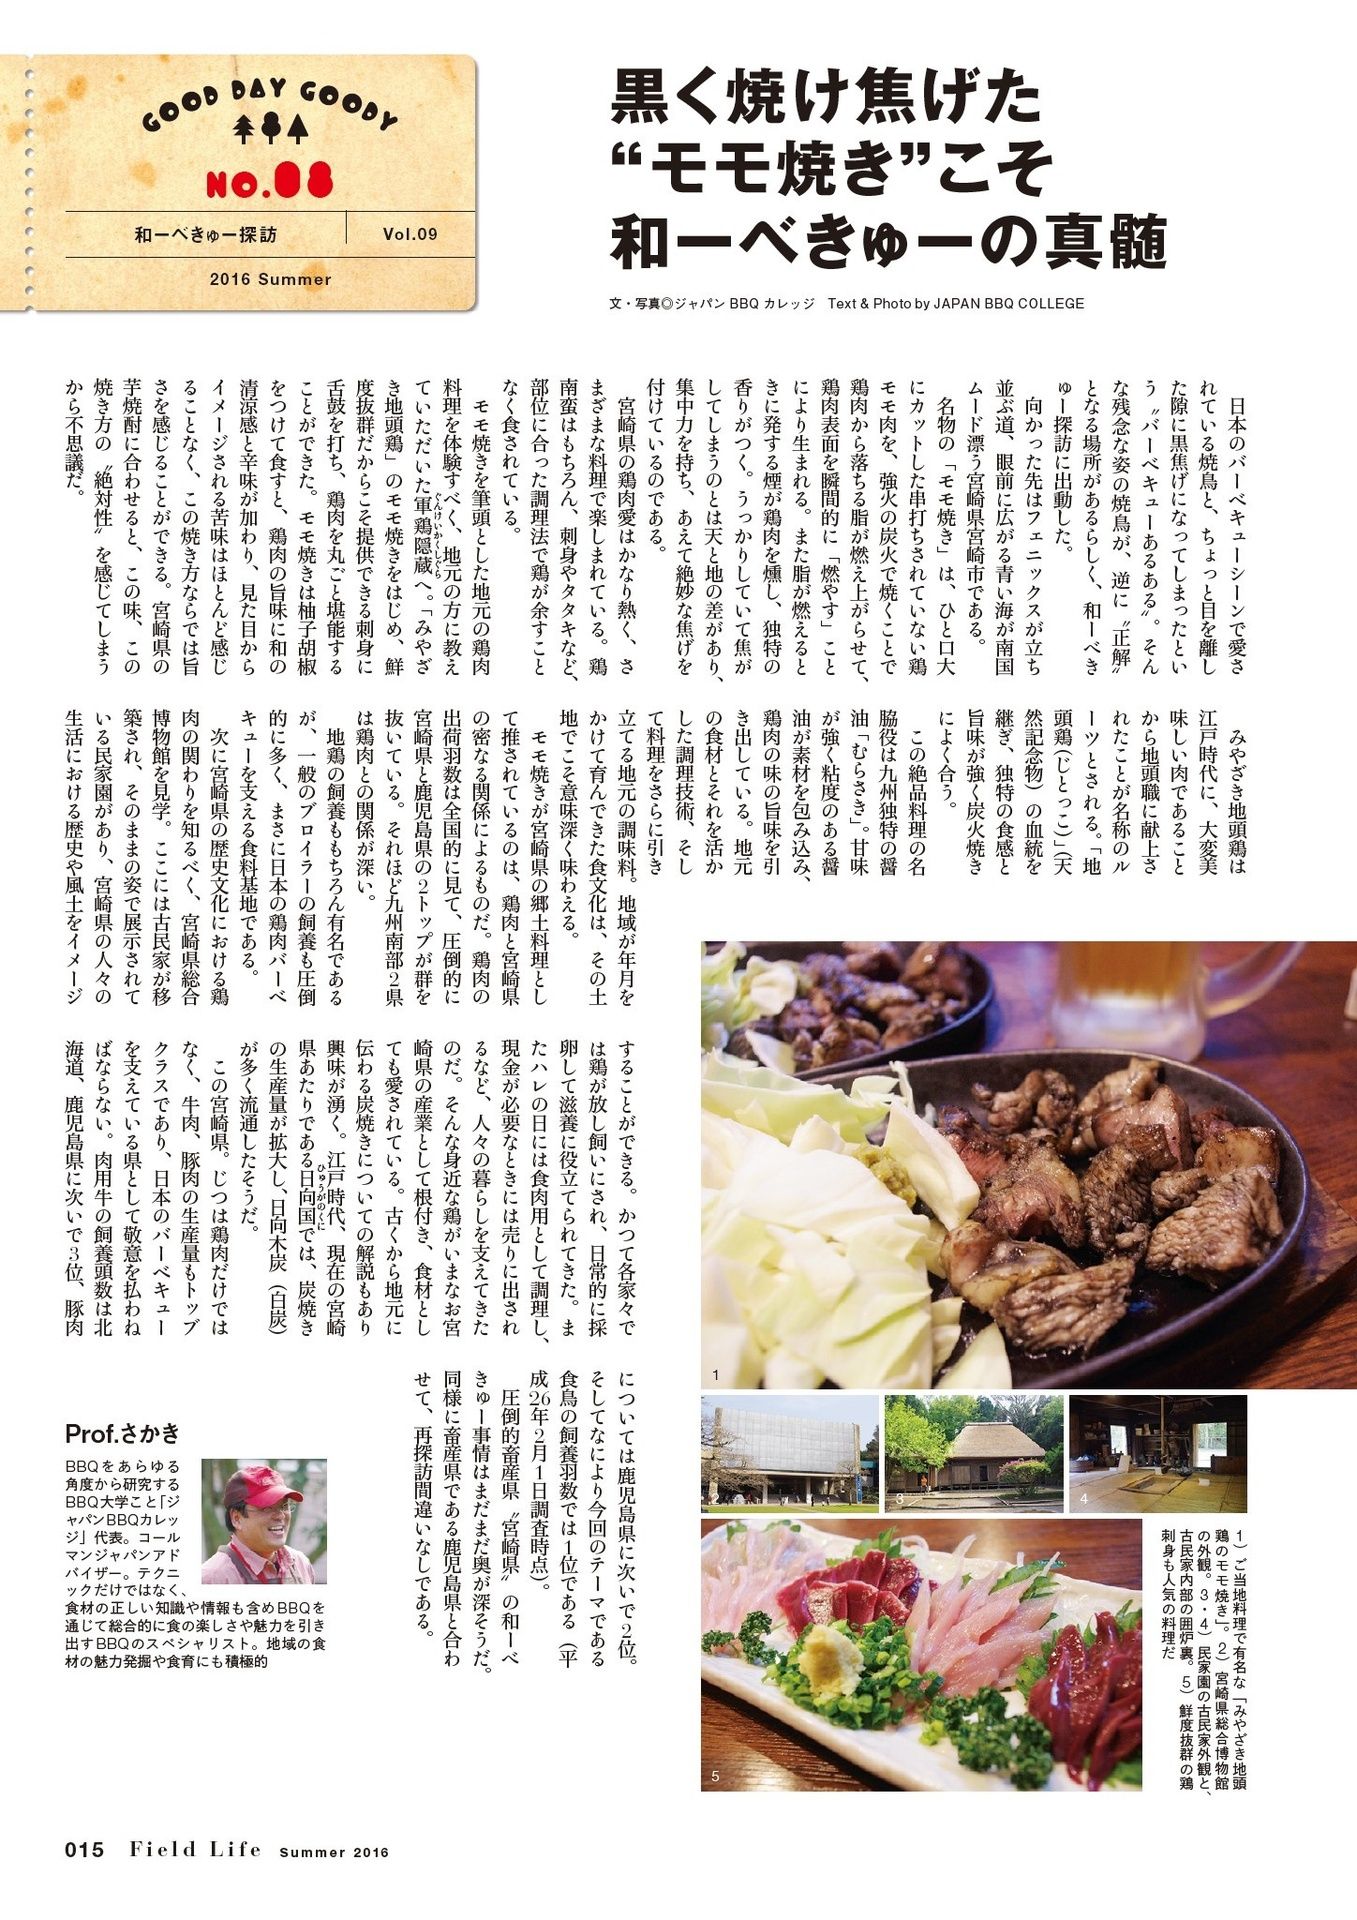 GOOD DAY GOODY
NO.08
和ーべきゅー探訪
Vol.09
2016 Summer
黒く焼け焦げた
“モモ焼き”こそ
和ーべきゅーの真髄
文・写真◎ジャパン BBQ カレッジ Text & Photo by JAPAN BBQ COLLEGE
日本のバーベキューシーンで愛さ
れている焼鳥と、ちょっと目を離し
た隙に黒焦げになってしまったとい
う〝バーベキューあるある〟。そん
な残念な姿の焼鳥が、逆に〝正解〟
となる場所があるらしく、和ーべき
ゅー探訪に出動した。
向かった先はフェニックスが立ち
並ぶ道、眼前に広がる青い海が南国
ムード漂う宮崎県宮崎市である。
名物の「モモ焼き」は、ひと口大
にカットした串打ちされていない鶏
モモ肉を、強火の炭火で焼くことで
鶏肉から落ちる脂が燃え上がらせて、
鶏肉表面を瞬間的に「燃やす」こと
により生まれる。また脂が燃えると
きに発する煙が鶏肉を燻し、独特の
香りがつく。うっかりしていて焦が
してしまうのとは天と地の差があり、
集中力を持ち、あえて絶妙な焦げを
付けているのである。
宮崎県の鶏肉愛はかなり熱く、さ
まざまな料理で楽しまれている。鶏
南蛮はもちろん、刺身やタタキなど、
部位に合った調理法で鶏が余すこと
なく食されている。
モモ焼きを筆頭とした地元の鶏肉
料理を体験すべく、地元の方に教え
ていただいた軍鶏隠蔵へ。「みやざ
ぐんけいかくしぐら
き地頭鶏」のモモ焼きをはじめ、鮮
度抜群だからこそ提供できる刺身に
舌鼓を打ち、鶏肉を丸ごと堪能する
ことができた。モモ焼きは柚子胡椒
をつけて食すと、鶏肉の旨味に和の
清涼感と辛味が加わり、見た目から
イメージされる苦味はほとんど感じ
ることなく、この焼き方ならでは旨
さを感じることができる。宮崎県の
芋焼酎に合わせると、この味、この
焼き方の〝絶対性〟を感じてしまう
から不思議だ。
みやざき地頭鶏は
江戸時代に、大変美
味しい肉であること
から地頭職に献上さ
れたことが名称のル
ーツとされる。「地
頭鶏（じとっこ）」（天
然記念物）の血統を
継ぎ、独特の食感と
旨味が強く炭火焼き
によく合う。
この絶品料理の名
脇役は九州独特の醤
油「むらさき」。甘味
が強く粘度のある醤
油が素材を包み込み、
鶏肉の味の旨味を引
き出している。地元
の食材とそれを活か
した調理技術、そし
て料理をさらに引き
立てる地元の調味料。地域が年月を
かけて育んできた食文化は、その土
地でこそ意味深く味わえる。
モモ焼きが宮崎県の郷土料理とし
て推されているのは、鶏肉と宮崎県
の密なる関係によるものだ。鶏肉の
出荷羽数は全国的に見て、圧倒的に
宮崎県と鹿児島県の2トップが群を
抜いている。それほど九州南部2県
は鶏肉との関係が深い。
地鶏の飼養ももちろん有名である
が、一般のブロイラーの飼養も圧倒
的に多く、まさに日本の鶏肉バーベ
キューを支える食料基地である。
次に宮崎県の歴史文化における鶏
肉の関わりを知るべく、宮崎県総合
博物館を見学。ここには古民家が移
築され、そのままの姿で展示されて
いる民家園があり、宮崎県の人々の
生活における歴史や風土をイメージ
することができる。かつて各家々で
は鶏が放し飼いにされ、日常的に採
卵して滋養に役立てられてきた。ま
たハレの日には食肉用として調理し、
現金が必要なときには売りに出され
るなど、人々の暮らしを支えてきた
のだ。そんな身近な鶏がいまなお宮
崎県の産業として根付き、食材とし
ても愛されている。古くから地元に
伝わる炭焼きについての解説もあり
興味が湧く。江戸時代、現在の宮崎
県あたりである日向国では、炭焼き
ひゅうがのくに
の生産量が拡大し、日向木炭（白炭）
が多く流通したそうだ。
この宮崎県。じつは鶏肉だけでは
なく、牛肉、豚肉の生産量もトップ
クラスであり、日本のバーベキュー
を支えている県として敬意を払わね
ばならない。肉用牛の飼養頭数は北
海道、鹿児島県に次いで3位、豚肉
については鹿児島県に次いで2位。
そしてなにより今回のテーマである
食鳥の飼養羽数では1位である（平
成26年2月1日調査時点）。
圧倒的畜産県〝宮崎県〟の和ーべ
きゅー事情はまだまだ奥が深そうだ。
同様に畜産県である鹿児島県と合わ
せて、再探訪間違いなしである。
1
2
3
4
5
1）ご当地料理で有名な「みやざき地頭
鶏のモモ焼き」。2）宮崎県総合博物館
の外観。3・4）民家園の古民家外観と、
古民家内部の囲炉裏。5）鮮度抜群の鶏
刺身も人気の料理だ
Prof.さかき
BBQをあらゆる
角度から研究する
BBQ大学こと「ジ
ャパンBBQカレッ
ジ」代表。コール
マンジャパンアド
バイザー。テクニ
ックだけではなく、
食材の正しい知識や情報も含めBBQを
通じて総合的に食の楽しさや魅力を引き
出すBBQのスペシャリスト。地域の食
材の魅力発掘や食育にも積極的
015 Field Life Summer 2016